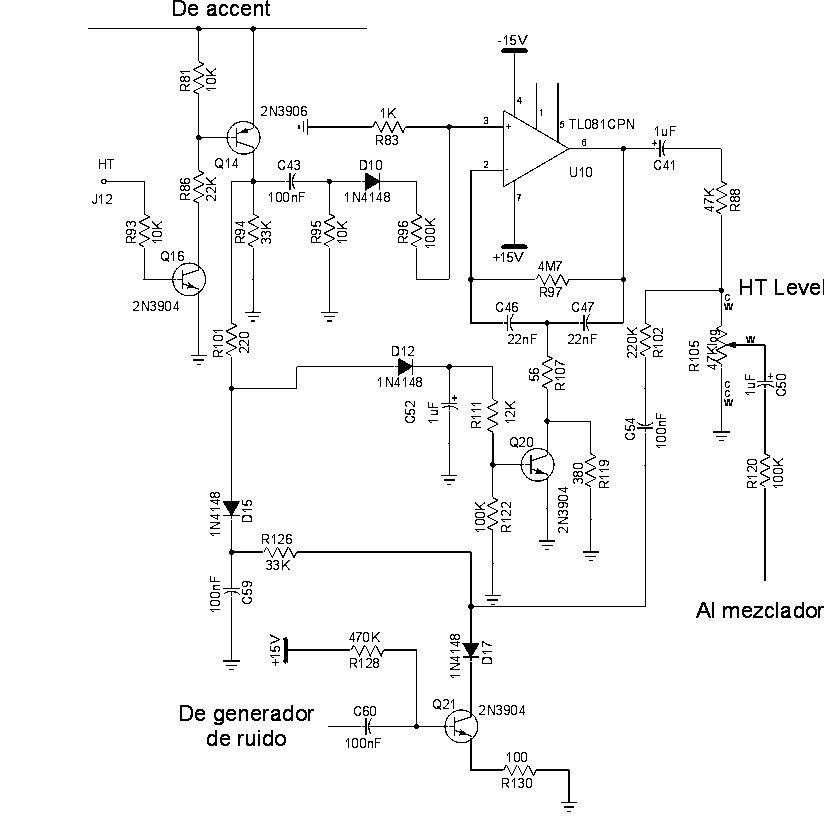 De accent
-15V
R81
10K
2N3906
Q14
1K
R83
3
4
1
5
TL081CPN
6
2
7
U10
+15V
1uF
+
C41
HT
J12
R86
22K
C43
100nF
D10
1N4148
R93
10K
Q16
2N3904
R94
33K
R95
10K
R96
100K
47K
R88
4M7
R97
C46
22nF
C47
22nF
HT Level
CW
R101
220
D12
1N4148
56
R107
220K
R102
R105
47Klog
W
CCW
1uF
+
C50
C52
1uF
+
R111
12K
Q20
2N3904
380
R119
C54
100nF
R120
100K
1N4148
D15
100K
R122
R126
33K
100nF
C59
Al mezclador
+15V
470K
R128
1N4148
D17
De generador
de ruido
C60
100nF
Q21
2N3904
100
R130